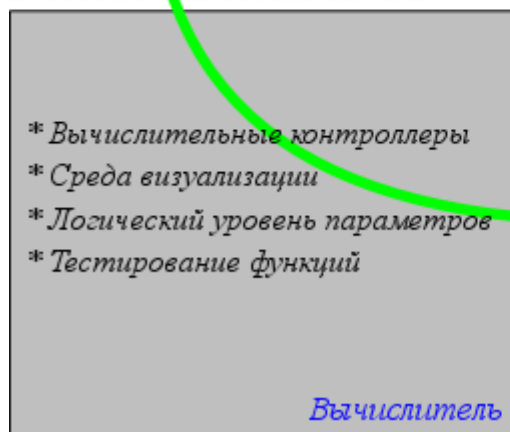 * Вычислительные контроллеры
* Среда визуализации
* Логический уровень параметров
* Тестирование функций
Вычислитель